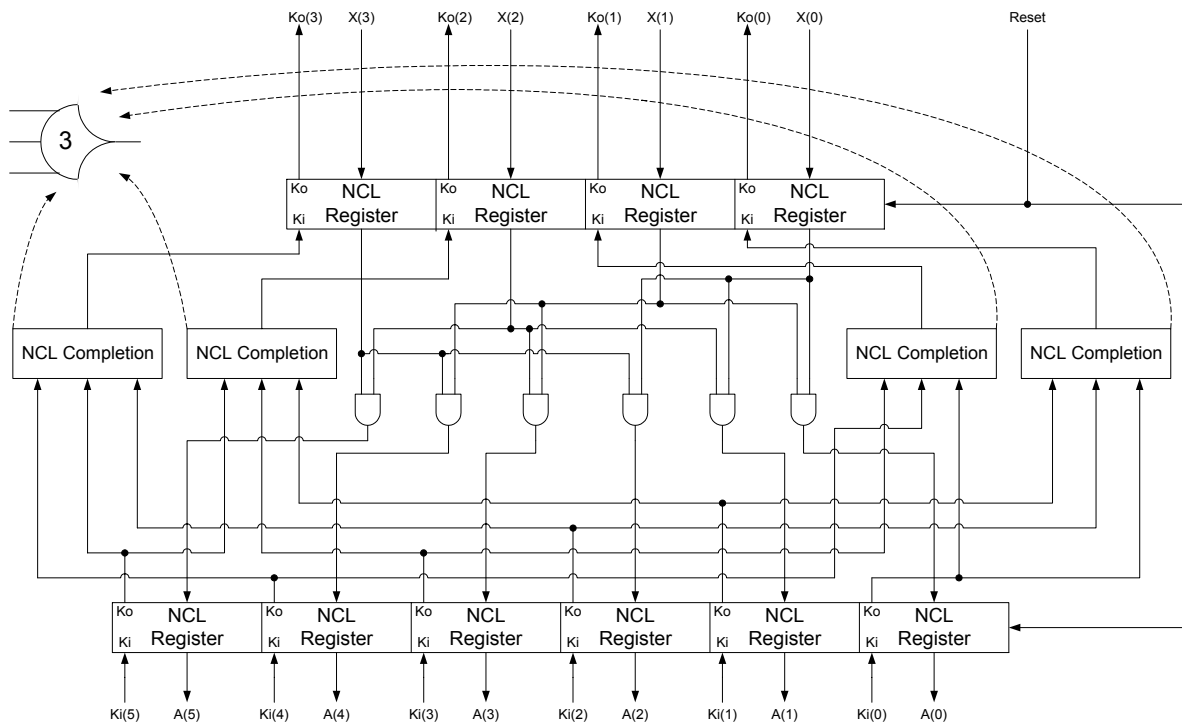 Ko(3) X(3) Ko(2) X(2) Ko(1) X(1) Ko(0) X(0) Reset
3
Ko NCL Register Ki
Ko NCL Register Ki
Ko NCL Register Ki
Ko NCL Register Ki
NCL Completion NCL Completion NCL Completion NCL Completion
Ko NCL Register Ki
Ko NCL Register Ki
Ko NCL Register Ki
Ko NCL Register Ki
Ko NCL Register Ki
Ko NCL Register Ki
Ki(5) A(5) Ki(4) A(4) Ki(3) A(3) Ki(2) A(2) Ki(1) A(1) Ki(0) A(0)